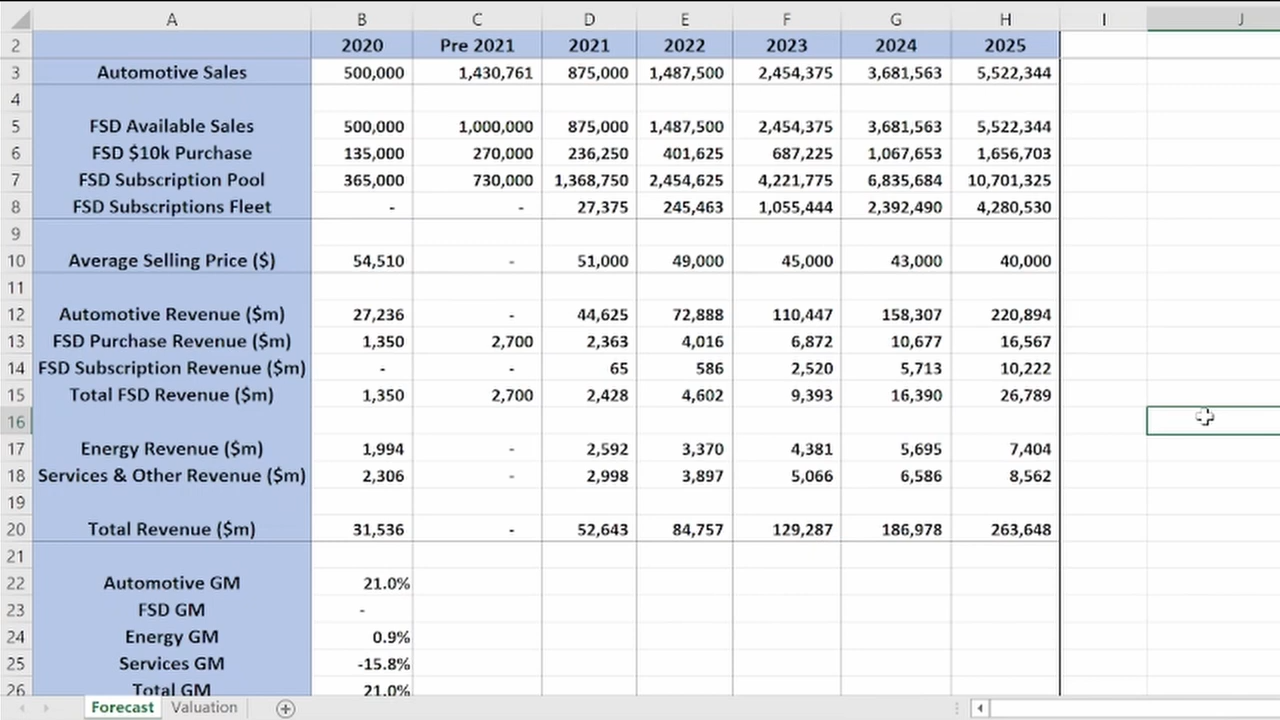 A B C D E F G H I J
2 2020 Pre 2021 2021 2022 2023 2024 2025
3 Automotive Sales 500,000 1,430,761 875,000 1,487,500 2,454,375 3,681,563 5,522,344
4
5 FSD Available Sales 500,000 1,000,000 875,000 1,487,500 2,454,375 3,681,563 5,522,344
6 FSD $10k Purchase 135,000 270,000 236,250 401,625 687,225 1,067,653 1,656,703
7 FSD Subscription Pool 365,000 730,000 1,368,750 2,454,625 4,221,775 6,835,684 10,701,325
8 FSD Subscriptions Fleet - - 27,375 245,463 1,055,444 2,392,490 4,280,530
9
10 Average Selling Price ($) 54,510 - 51,000 49,000 45,000 43,000 40,000
11
12 Automotive Revenue ($m) 27,236 - 44,625 72,888 110,447 158,307 220,894
13 FSD Purchase Revenue ($m) 1,350 2,700 2,363 4,016 6,872 10,677 16,567
14 FSD Subscription Revenue ($m) - - 65 586 2,520 5,713 10,222
15 Total FSD Revenue ($m) 1,350 2,700 2,428 4,602 9,393 16,390 26,789
16
17 Energy Revenue ($m) 1,994 - 2,592 3,370 4,381 5,695 7,404
18 Services & Other Revenue ($m) 2,306 - 2,998 3,897 5,066 6,586 8,562
19
20 Total Revenue ($m) 31,536 - 52,643 84,757 129,287 186,978 263,648
21
22 Automotive GM 21.0%
23 FSD GM -
24 Energy GM 0.9%
25 Services GM -15.8%
26 Total GM 21.0%
Forecast Valuation